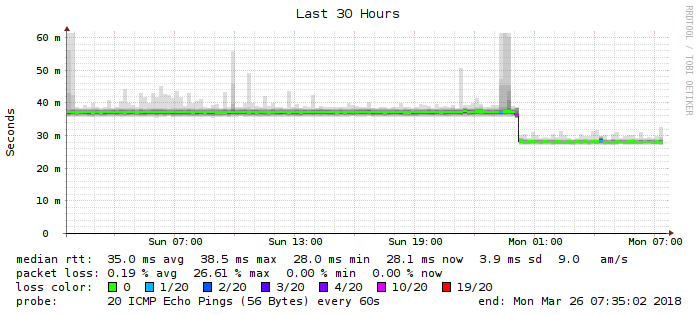 Last 30 Hours
RRDTOOL / TOBI OETIKER
Seconds
60 m
50 m
40 m
30 m
20 m
10 m
0
Sun 07:00 Sun 13:00 Sun 19:00 Mon 01:00 Mon 07:00
median rtt: 35.0 ms avg 38.5 ms max 28.0 ms min 28.1 ms now 3.9 ms sd 9.0 am/s
packet loss: 0.19 % avg 26.61 % max 0.00 % min 0.00 % now
loss color: 0 1/20 2/20 3/20 4/20 10/20 19/20
probe: 20 ICMP Echo Pings (56 Bytes) every 60s end: Mon Mar 26 07:35:02 2018